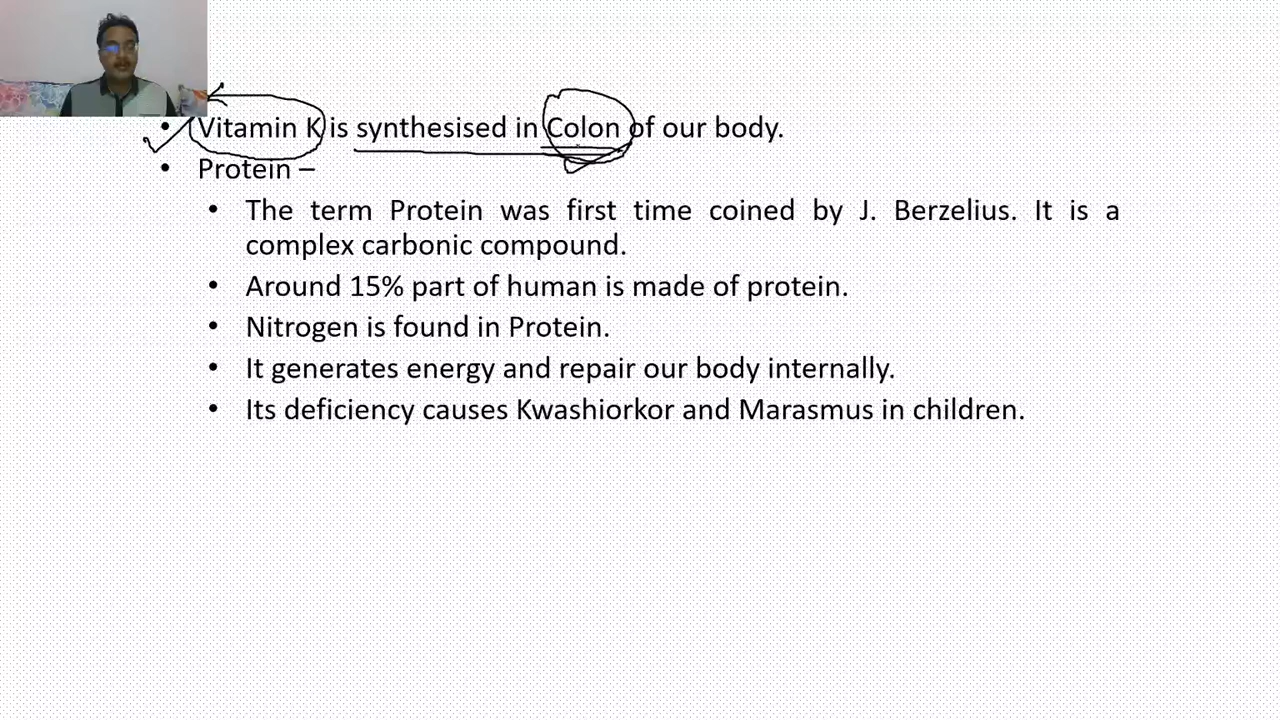 • Vitamin K is synthesised in Colon of our body.
• Protein –
• The term Protein was first time coined by J. Berzelius. It is a
complex carbonic compound.
• Around 15% part of human is made of protein.
• Nitrogen is found in Protein.
• It generates energy and repair our body internally.
• Its deficiency causes Kwashiorkor and Marasmus in children.